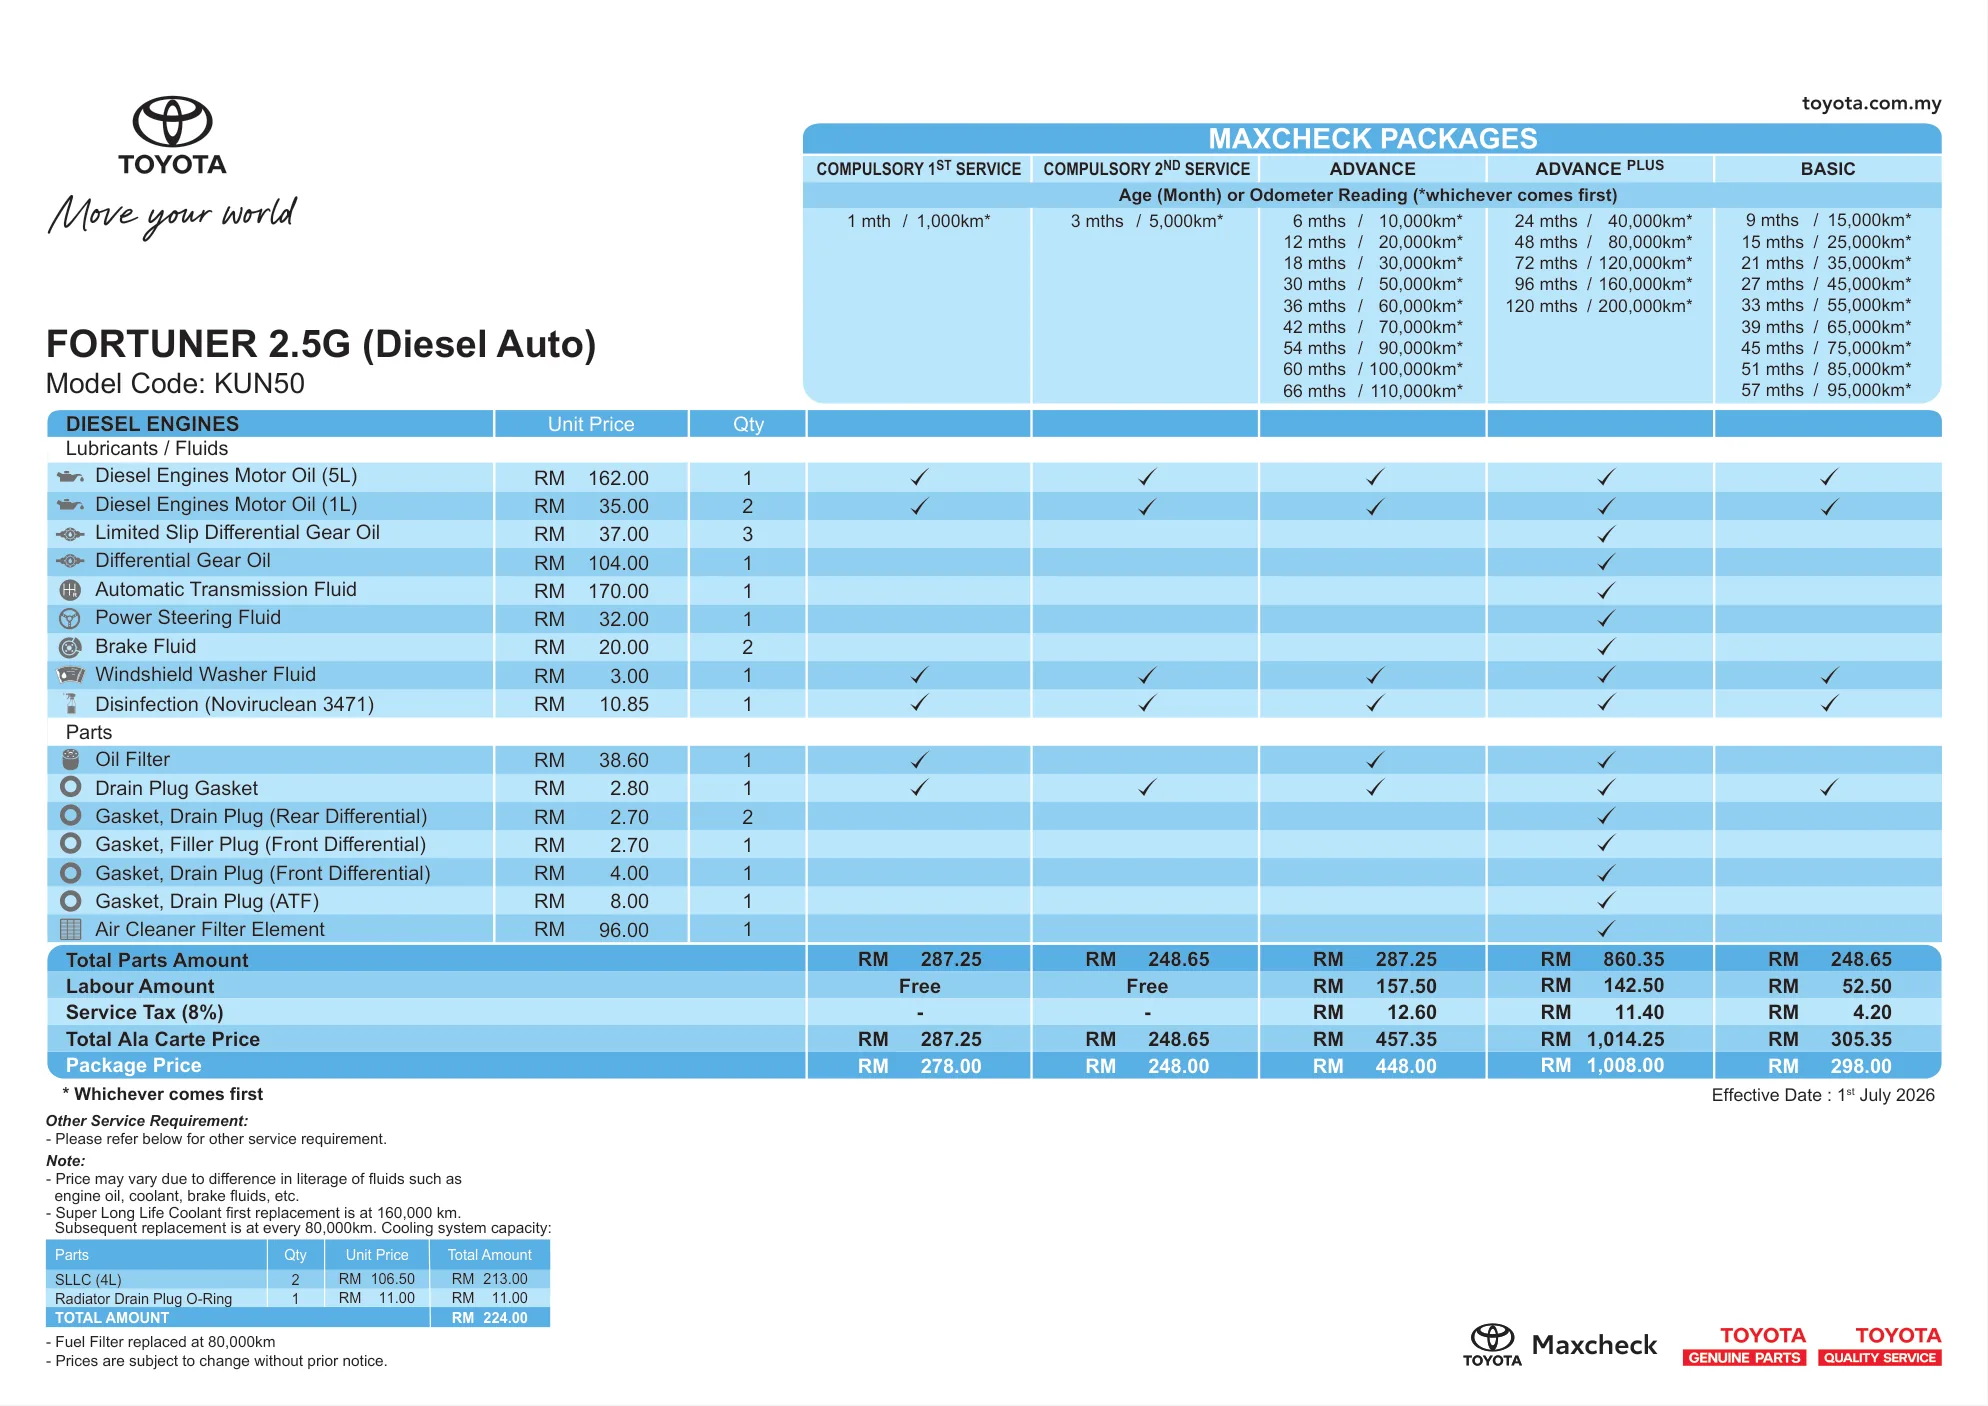 toyota.com.my
TOYOTA
Move your world
MAXCHECK PACKAGES
COMPULSORY 1ST SERVICE COMPULSORY 2ND SERVICE ADVANCE ADVANCE PLUS BASIC
Age (Month) or Odometer Reading (*whichever comes first)
1 mth / 1,000km* 3 mths / 5,000km* 6 mths / 10,000km* 24 mths / 40,000km* 9 mths / 15,000km*
12 mths / 20,000km* 48 mths / 80,000km* 15 mths / 25,000km*
18 mths / 30,000km* 72 mths / 120,000km* 21 mths / 35,000km*
30 mths / 50,000km* 96 mths / 160,000km* 27 mths / 45,000km*
36 mths / 60,000km* 120 mths / 200,000km* 33 mths / 55,000km*
42 mths / 70,000km* 39 mths / 65,000km*
54 mths / 90,000km* 45 mths / 75,000km*
60 mths / 100,000km* 51 mths / 85,000km*
66 mths / 110,000km* 57 mths / 95,000km*
FORTUNER 2.5G (Diesel Auto)
Model Code: KUN50
DIESEL ENGINES Unit Price Qty
Lubricants / Fluids
Diesel Engines Motor Oil (5L) RM 162.00 1 ✓ ✓ ✓ ✓ ✓
Diesel Engines Motor Oil (1L) RM 35.00 2 ✓ ✓ ✓ ✓ ✓
Limited Slip Differential Gear Oil RM 37.00 3 ✓
Differential Gear Oil RM 104.00 1 ✓
Automatic Transmission Fluid RM 170.00 1 ✓
Power Steering Fluid RM 32.00 1 ✓
Brake Fluid RM 20.00 2 ✓
Windshield Washer Fluid RM 3.00 1 ✓ ✓ ✓ ✓ ✓
Disinfection (Noviruclean 3471) RM 10.85 1 ✓ ✓ ✓ ✓ ✓
Parts
Oil Filter RM 38.60 1 ✓ ✓ ✓
Drain Plug Gasket RM 2.80 1 ✓ ✓ ✓ ✓ ✓
Gasket, Drain Plug (Rear Differential) RM 2.70 2 ✓
Gasket, Filler Plug (Front Differential) RM 2.70 1 ✓
Gasket, Drain Plug (Front Differential) RM 4.00 1 ✓
Gasket, Drain Plug (ATF) RM 8.00 1 ✓
Air Cleaner Filter Element RM 96.00 1 ✓
Total Parts Amount RM 287.25 RM 248.65 RM 287.25 RM 860.35 RM 248.65
Labour Amount Free Free RM 157.50 RM 142.50 RM 52.50
Service Tax (8%) - - RM 12.60 RM 11.40 RM 4.20
Total Ala Carte Price RM 287.25 RM 248.65 RM 457.35 RM 1,014.25 RM 305.35
Package Price RM 278.00 RM 248.00 RM 448.00 RM 1,008.00 RM 298.00
* Whichever comes first
Effective Date : 1st July 2026
Other Service Requirement:
- Please refer below for other service requirement.
Note:
- Price may vary due to difference in literage of fluids such as
engine oil, coolant, brake fluids, etc.
- Super Long Life Coolant first replacement is at 160,000 km.
Subsequent replacement is at every 80,000km. Cooling system capacity:
Parts Qty Unit Price Total Amount
SLLC (4L) 2 RM 106.50 RM 213.00
Radiator Drain Plug O-Ring 1 RM 11.00 RM 11.00
TOTAL AMOUNT RM 224.00
- Fuel Filter replaced at 80,000km
- Prices are subject to change without prior notice.
TOYOTA Maxcheck
TOYOTA GENUINE PARTS
TOYOTA QUALITY SERVICE